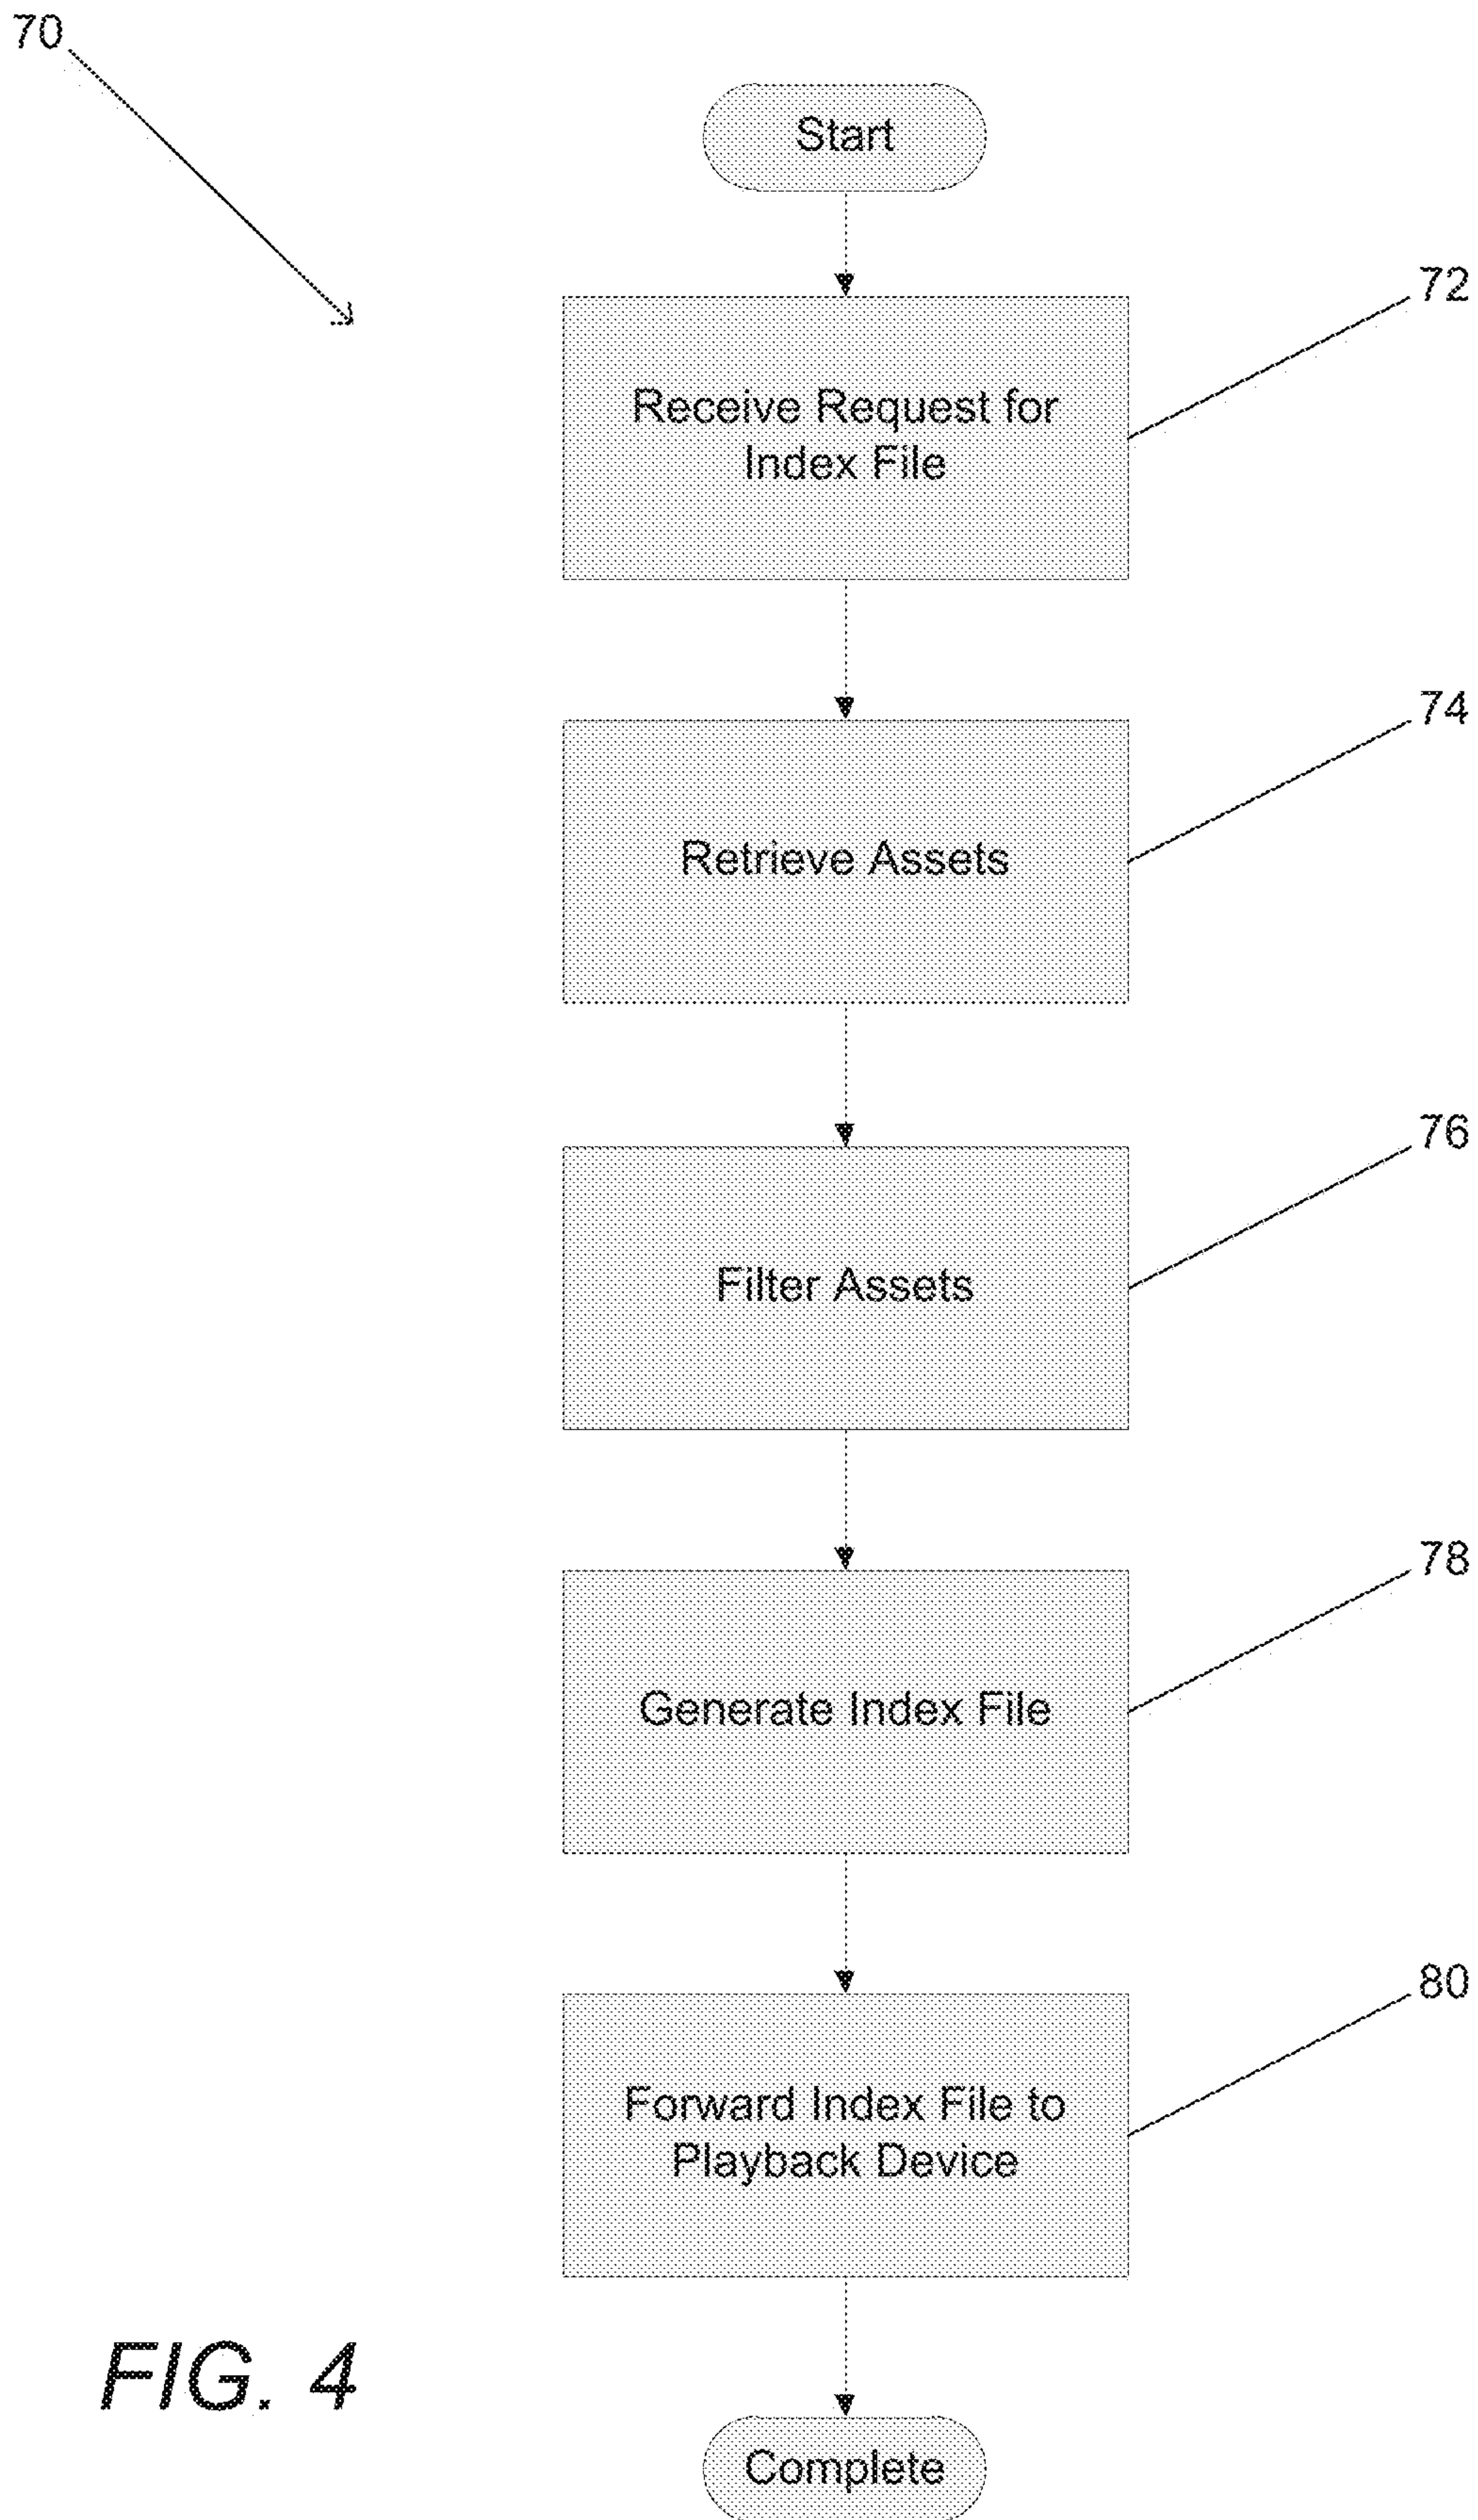 70
Start
72
Receive Request for
Index File
74
Retrieve Assets
76
Filter Assets
78
Generate Index File
80
Forward Index File to
Playback Device
FIG. 4
Complete